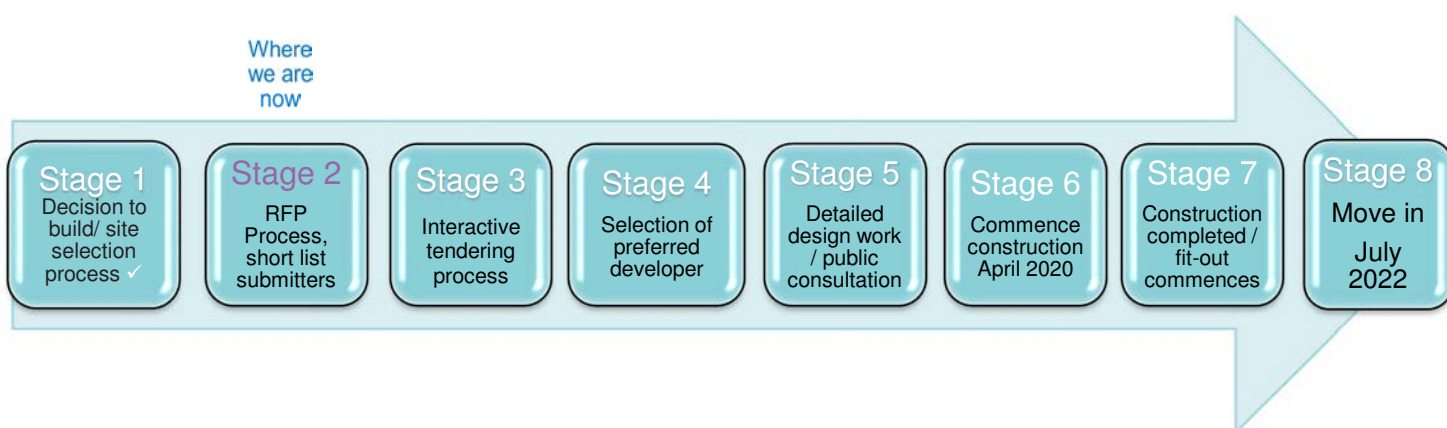 Where
we are
now
Stage 1
Decision to
build/ site
selection
process ✓
Stage 2
RFP
Process,
short list
submitters
Stage 3
Interactive
tendering
process
Stage 4
Selection of
preferred
developer
Stage 5
Detailed
design work
/ public
consultation
Stage 6
Commence
construction
April 2020
Stage 7
Construction
completed /
fit-out
commences
Stage 8
Move in
July
2022